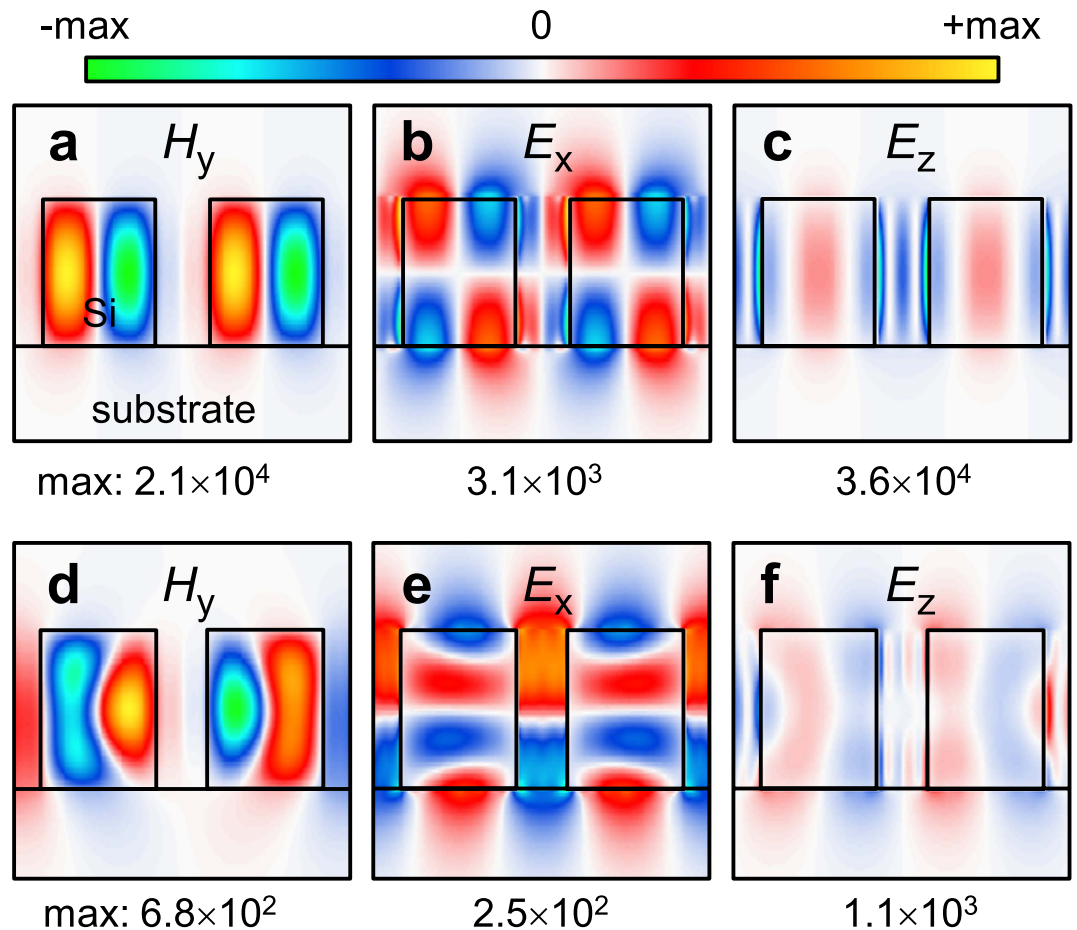 -max 0 +max
a Hy b Ex c Ez
Si
substrate
max: 2.1×10⁴ 3.1×10³ 3.6×10⁴
d Hy e Ex f Ez
max: 6.8×10² 2.5×10² 1.1×10³